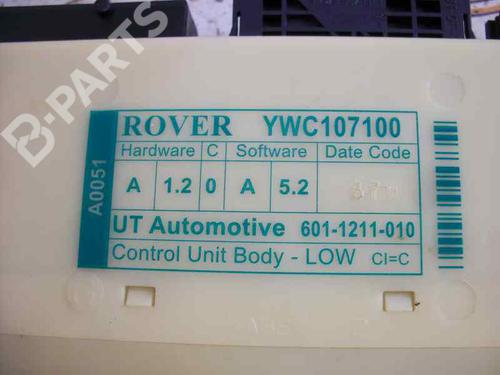 B-PARTS
ROVER YWC107100
Hardware C Software Date Code
A 1.2 0 A 5.2
UT Automotive 601-1211-010
Control Unit Body - LOW CI=C
A0051